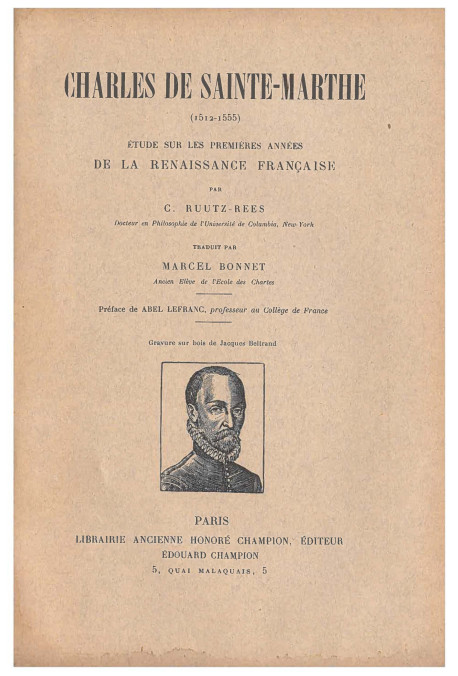 CHARLES DE SAINTE-MARTHE
(1512-1555)
ÉTUDE SUR LES PREMIÈRES ANNÉES
DE LA RENAISSANCE FRANÇAISE
PAR
C. RUUTZ-REES
Docteur en Philosophie de l'Université de Columbia, New-York
TRADUIT PAR
MARCEL BONNET
Ancien Elève de l'École des Chartes
Préface de ABEL LEFRANC, professeur au Collège de France
Gravure sur bois de Jacques Beltrand
PARIS
LIBRAIRIE ANCIENNE HONORÉ CHAMPION, ÉDITEUR
ÉDOUARD CHAMPION
5, QUAI MALAQUAIS, 5